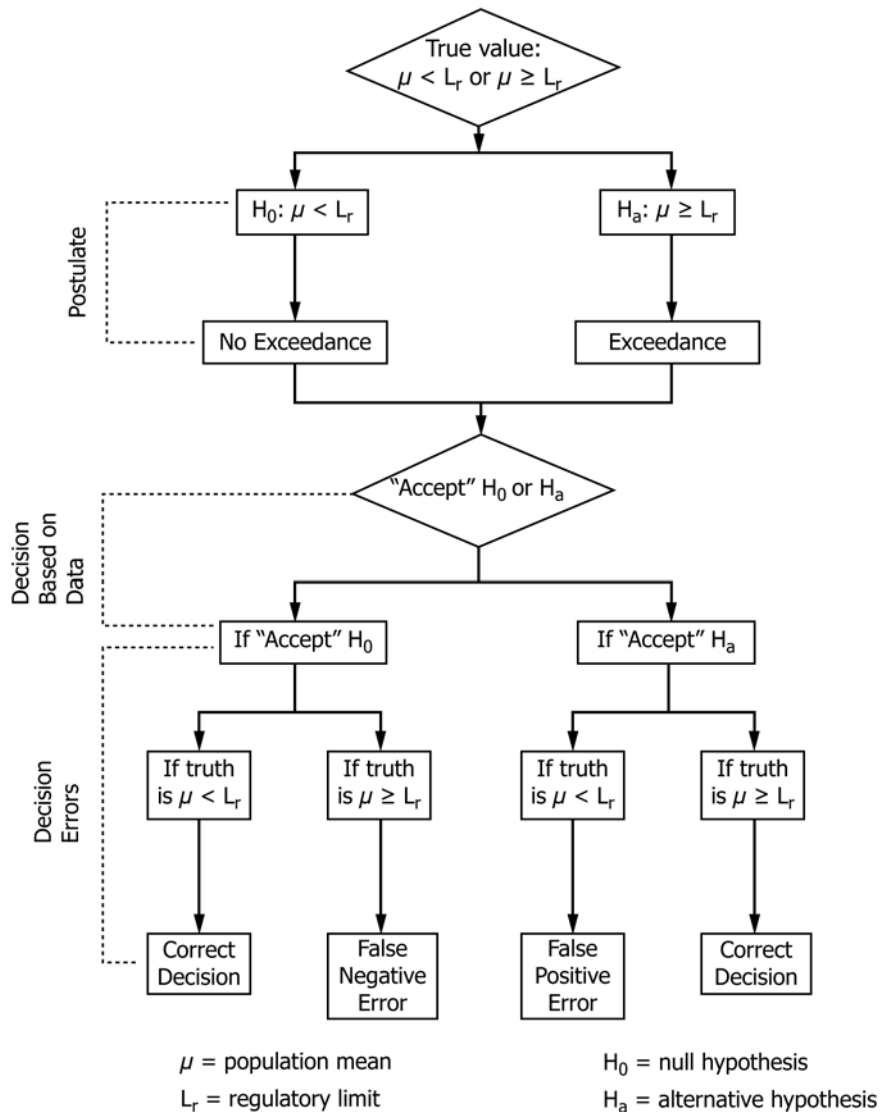 True value:
μ < Lr or μ ≥ Lr
H0: μ < Lr
Ha: μ ≥ Lr
Postulate
No Exceedance
Exceedance
“Accept” H0 or Ha
Decision
Based on
Data
If “Accept” H0
If “Accept” Ha
Decision
Errors
If truth
is μ < Lr
If truth
is μ ≥ Lr
If truth
is μ < Lr
If truth
is μ ≥ Lr
Correct
Decision
False
Negative
Error
False
Positive
Error
Correct
Decision
μ = population mean
H0 = null hypothesis
Lr = regulatory limit
Ha = alternative hypothesis